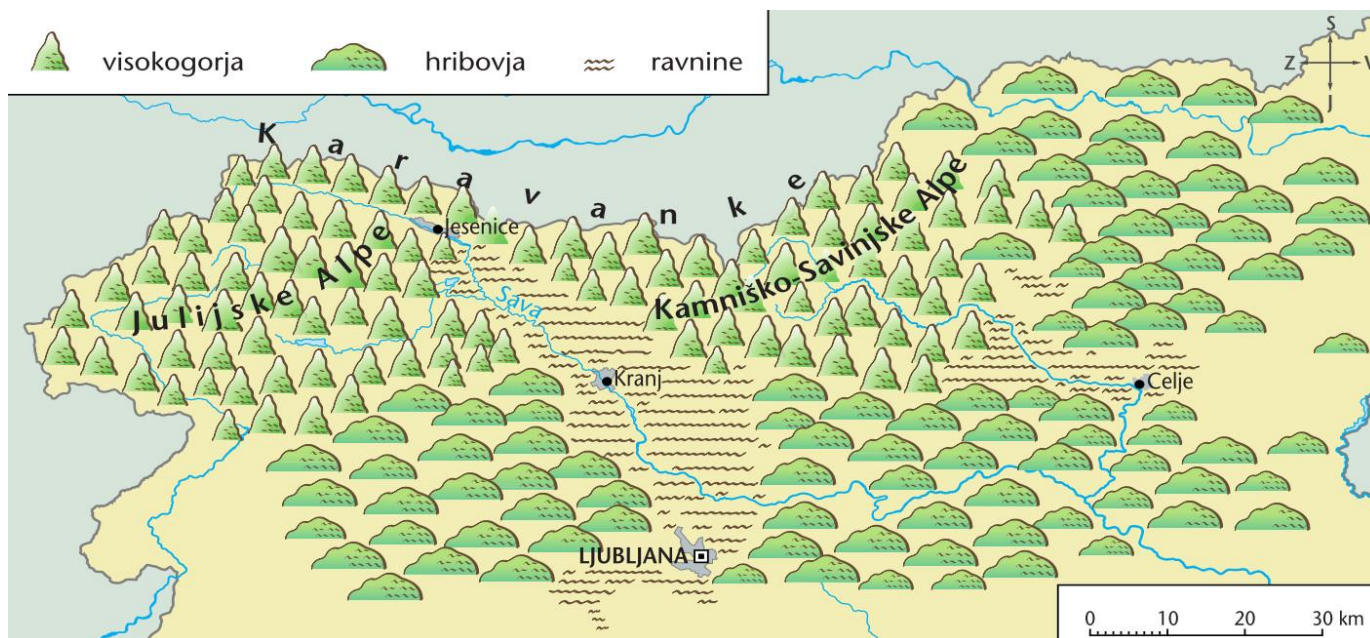 visokogorja hribovja ravnine
S
Z V
J
Karavanke
Jesenice
Julijske Alpe
Sava
Kamniško-Savinjske Alpe
Kranj
Celje
LJUBLJANA
0 10 20 30 km